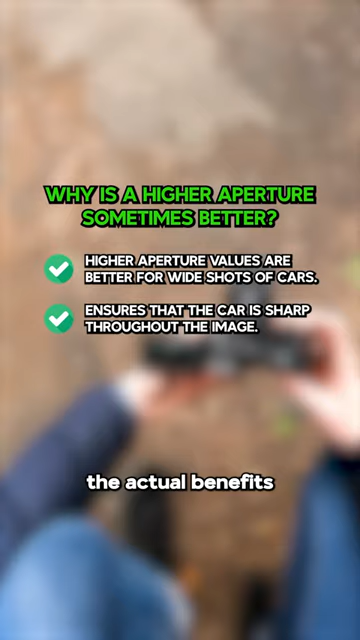 WHY IS A HIGHER APERTURE
SOMETIMES BETTER?
HIGHER APERTURE VALUES ARE
BETTER FOR WIDE SHOTS OF CARS.
ENSURES THAT THE CAR IS SHARP
THROUGHOUT THE IMAGE.
the actual benefits